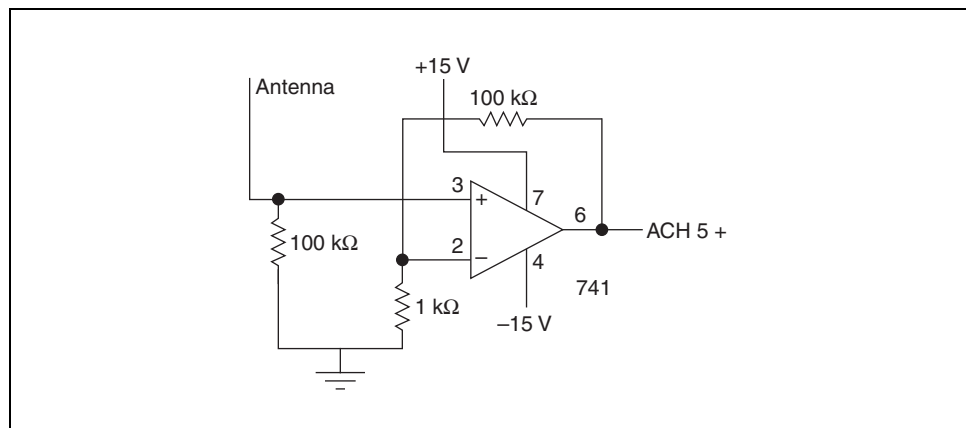 +15 V
Antenna
100 kΩ
3
+
7
6
ACH 5 +
100 kΩ
2
−
4
741
1 kΩ
−15 V